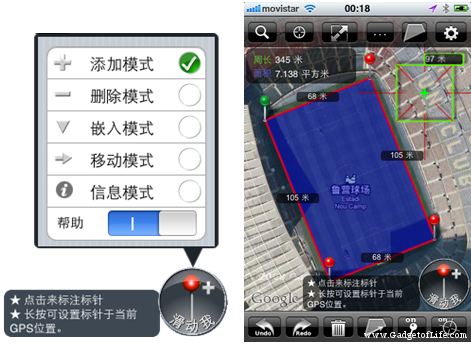 添加模式
删除模式
嵌入模式
移动模式
信息模式
帮助
★ 点击来标注标针
★ 长按可设置标针于当前
GPS位置。
滑动我
movistar
00:18
周长 345 米
面积 7.138 平方米
97 米
68 米
105 米
105 米
鲁营球场
Estadi
Nou Camp
68 米
CLUB
Google
★ 点击来标注标针
★ 长按可设置标针于当前
GPS位置。
滑动我
Undo
Redo
on
on
www.GadgetofLife.com